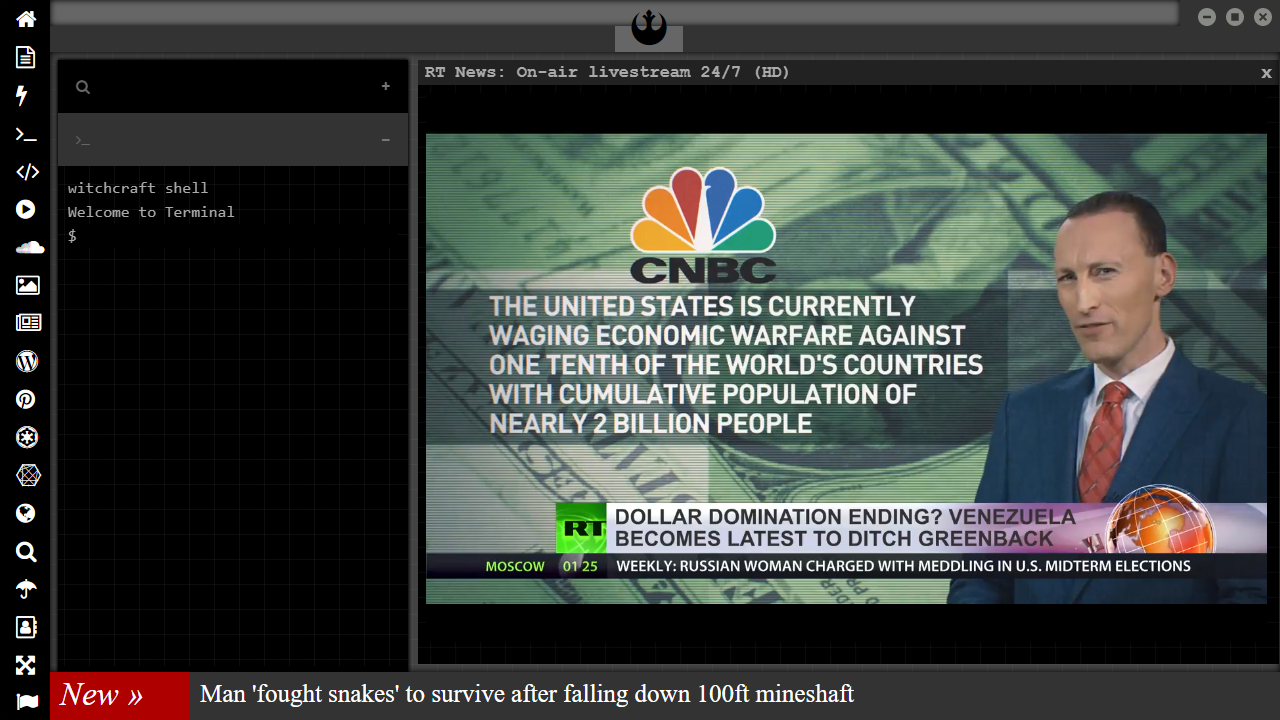 RT News: On-air livestream 24/7 (HD)
x
+
>_
−
witchcraft shell
Welcome to Terminal
$
CNBC
THE UNITED STATES IS CURRENTLY
WAGING ECONOMIC WARFARE AGAINST
ONE TENTH OF THE WORLD'S COUNTRIES
WITH CUMULATIVE POPULATION OF
NEARLY 2 BILLION PEOPLE
RT
DOLLAR DOMINATION ENDING? VENEZUELA
BECOMES LATEST TO DITCH GREENBACK
MOSCOW 01 25 WEEKLY: RUSSIAN WOMAN CHARGED WITH MEDDLING IN U.S. MIDTERM ELECTIONS
New » Man 'fought snakes' to survive after falling down 100ft mineshaft